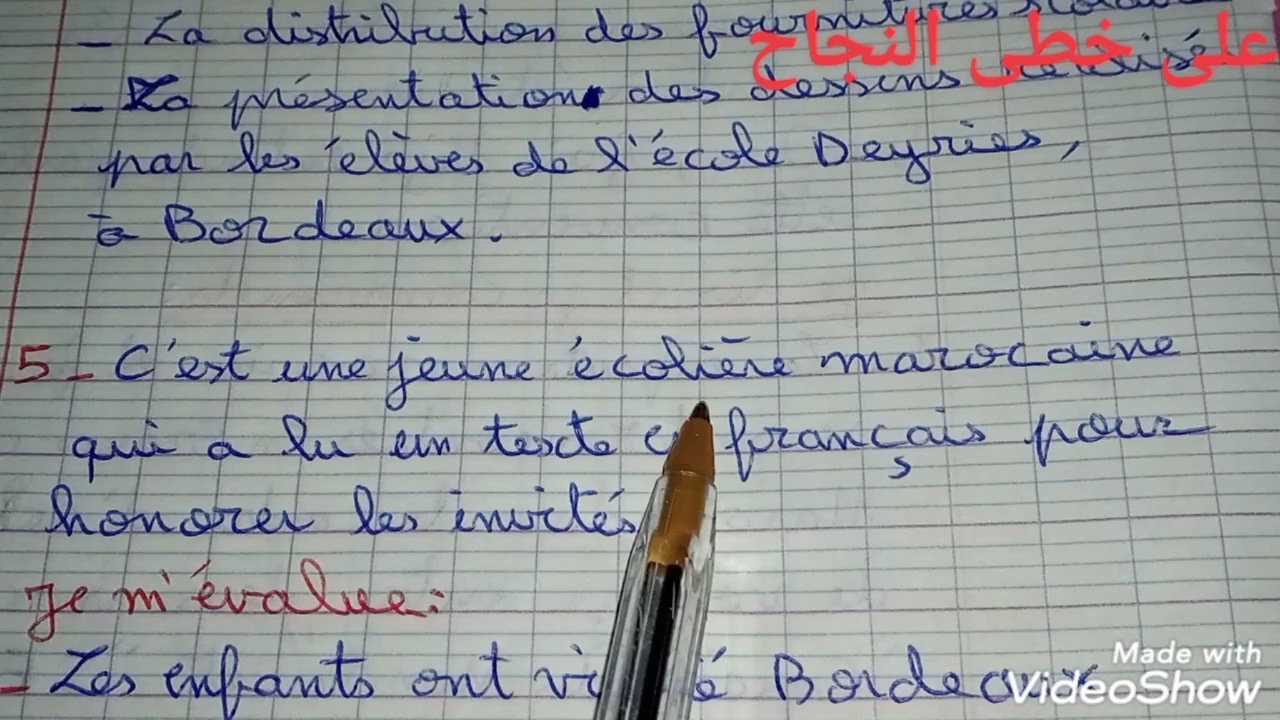 - La distribution des fournitures
على خطى النجاح
- La présentation des dessins
par les élèves de l'école Deyries,
à Bordeaux.
5 - C'est une jeune écolière marocaine
qui a lu un texte français pour
honorer les invités
Je m'évalue:
- Les enfants ont Bordeaux
Made with
VideoShow